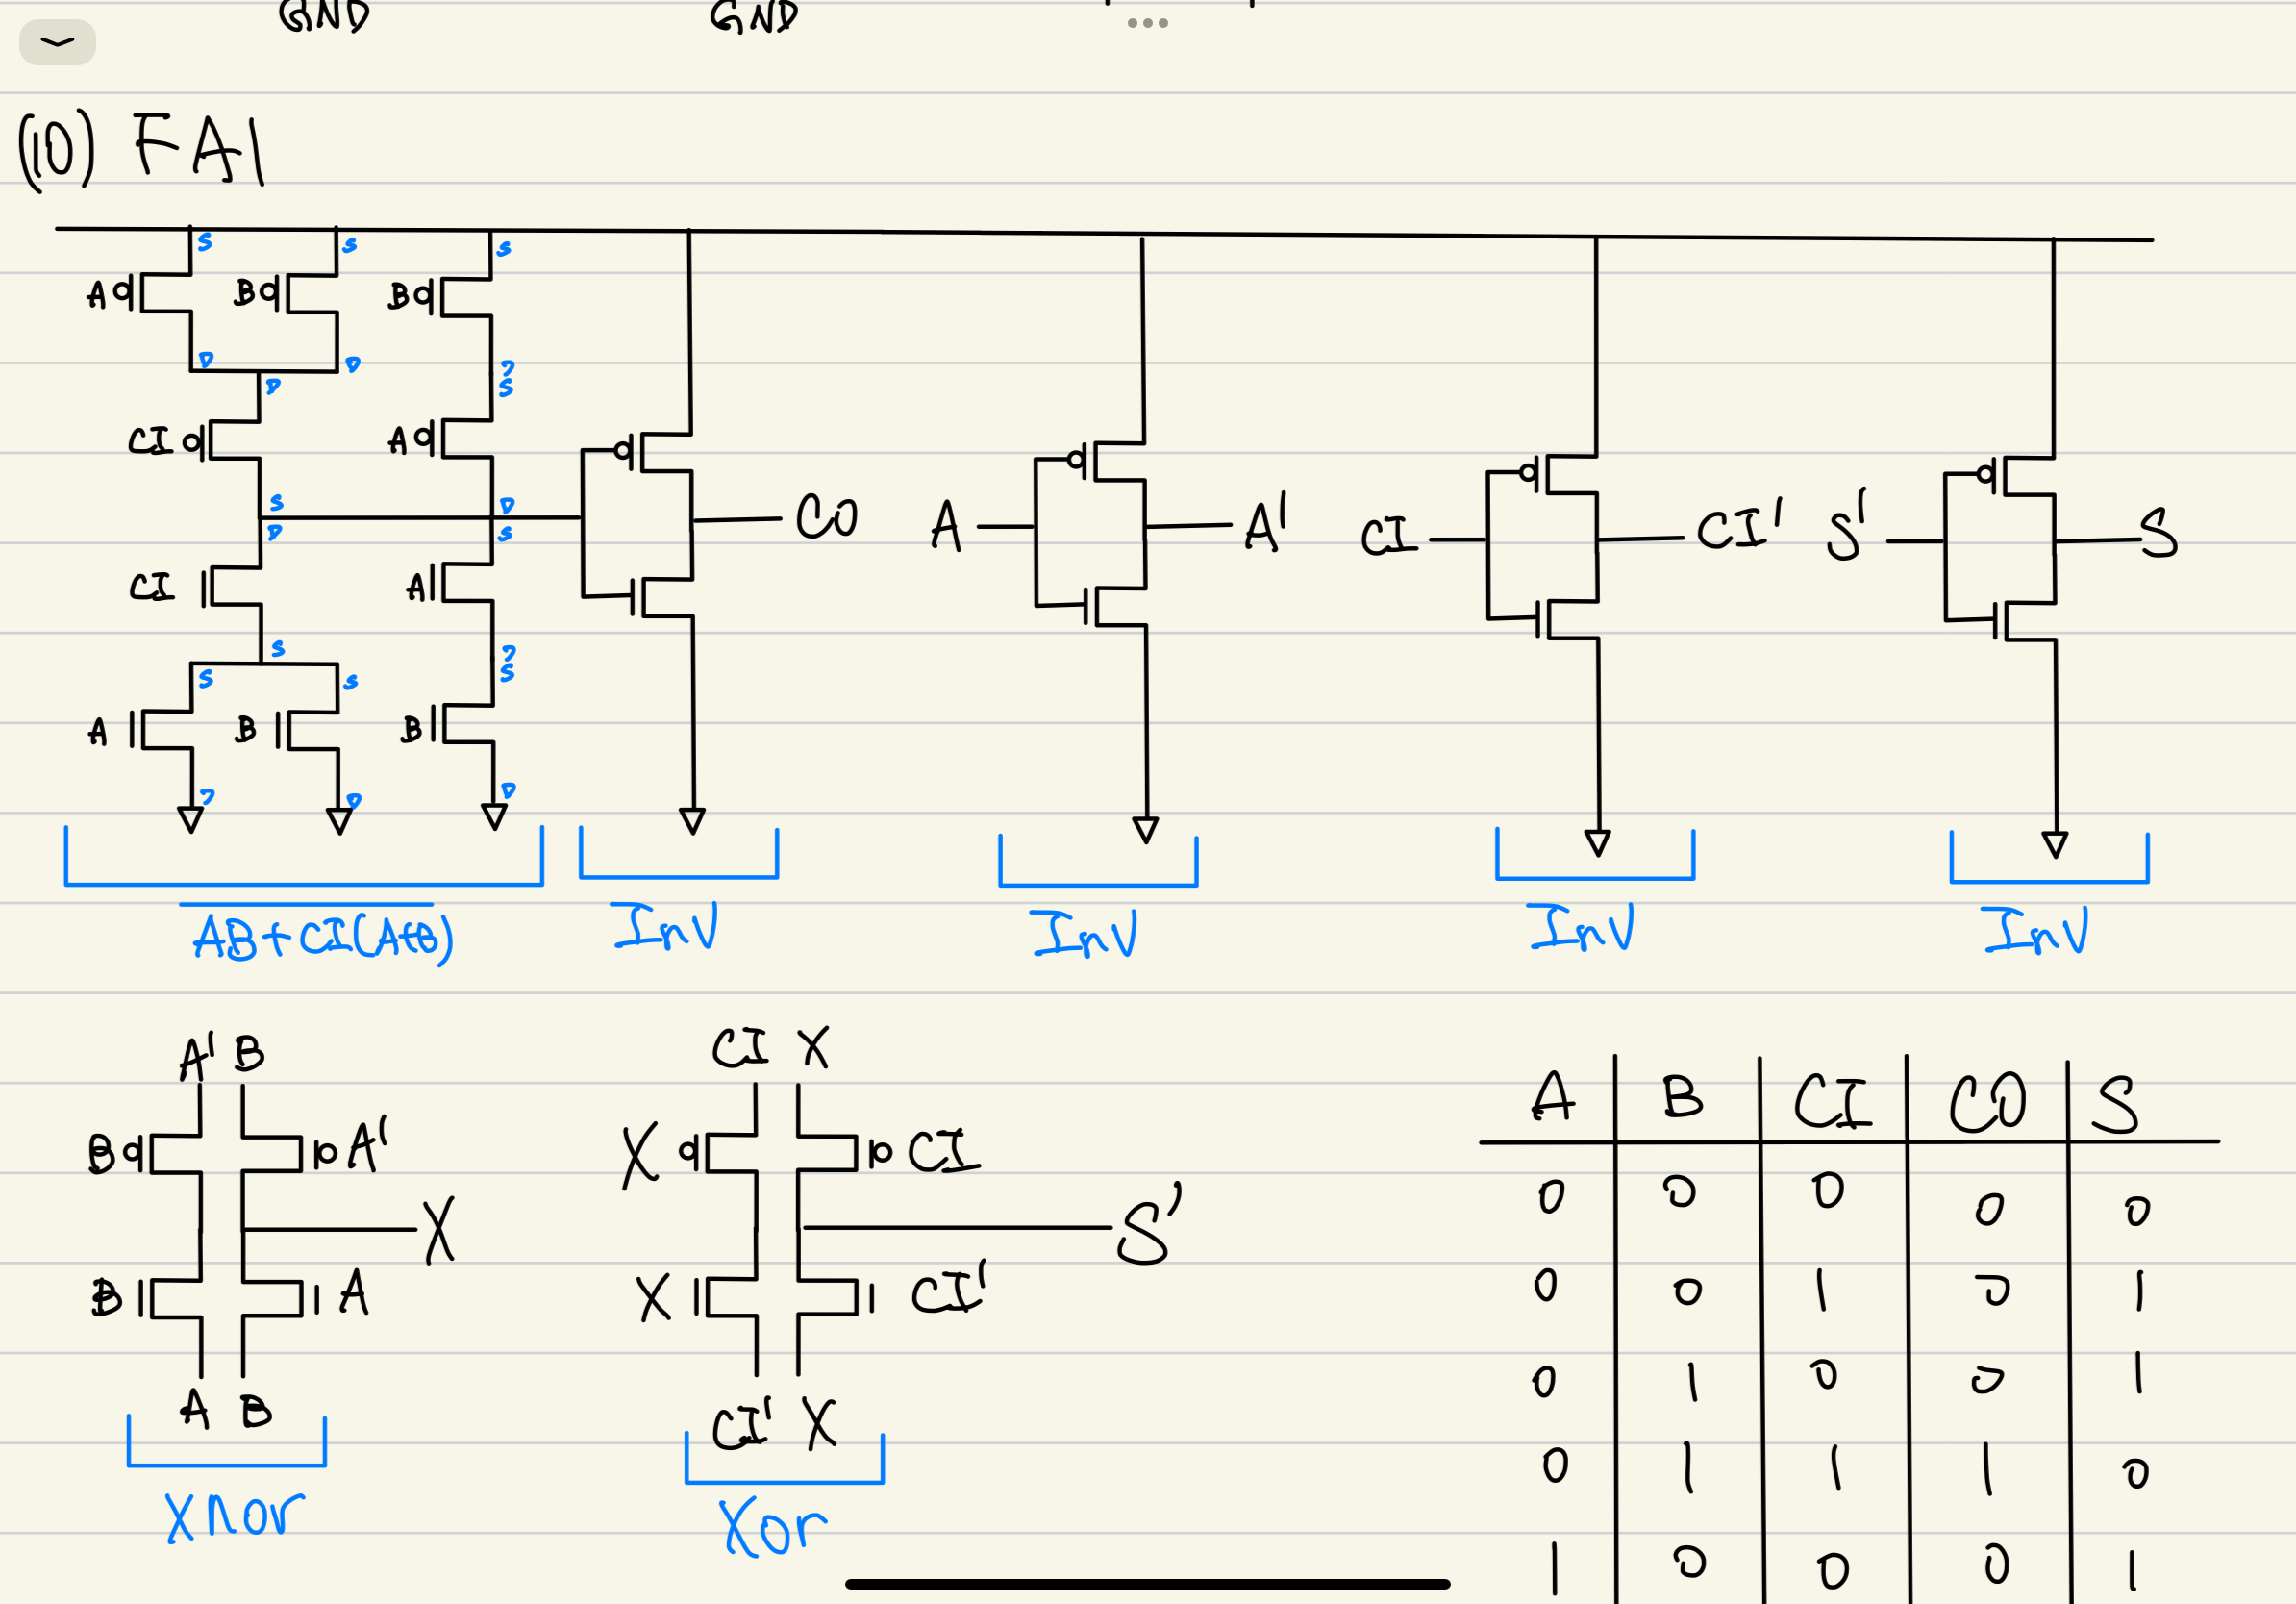 GND GND
(10) FA1
S S S
A B B
D D D S
D
CI A
S D
D S
CO A A' CI CI' S' S
CI A
S D S
S S
A B B
D D D
AB+CI(A+B) Inv Inv Inv Inv
A' B CI X
B A' X CI
X S'
B A X CI'
A B CI' X
Xnor Xor
A B CI CO S
0 0 0 0 0
0 0 1 0 1
0 1 0 0 1
0 1 1 1 0
1 0 0 0 1